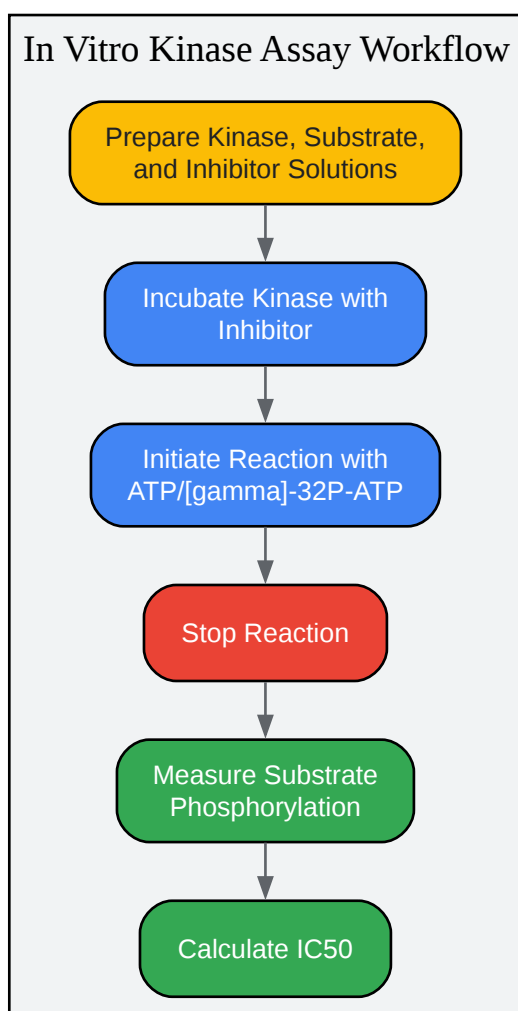 In Vitro Kinase Assay Workflow
Prepare Kinase, Substrate,
and Inhibitor Solutions
Incubate Kinase with
Inhibitor
Initiate Reaction with
ATP/[gamma]-32P-ATP
Stop Reaction
Measure Substrate
Phosphorylation
Calculate IC50